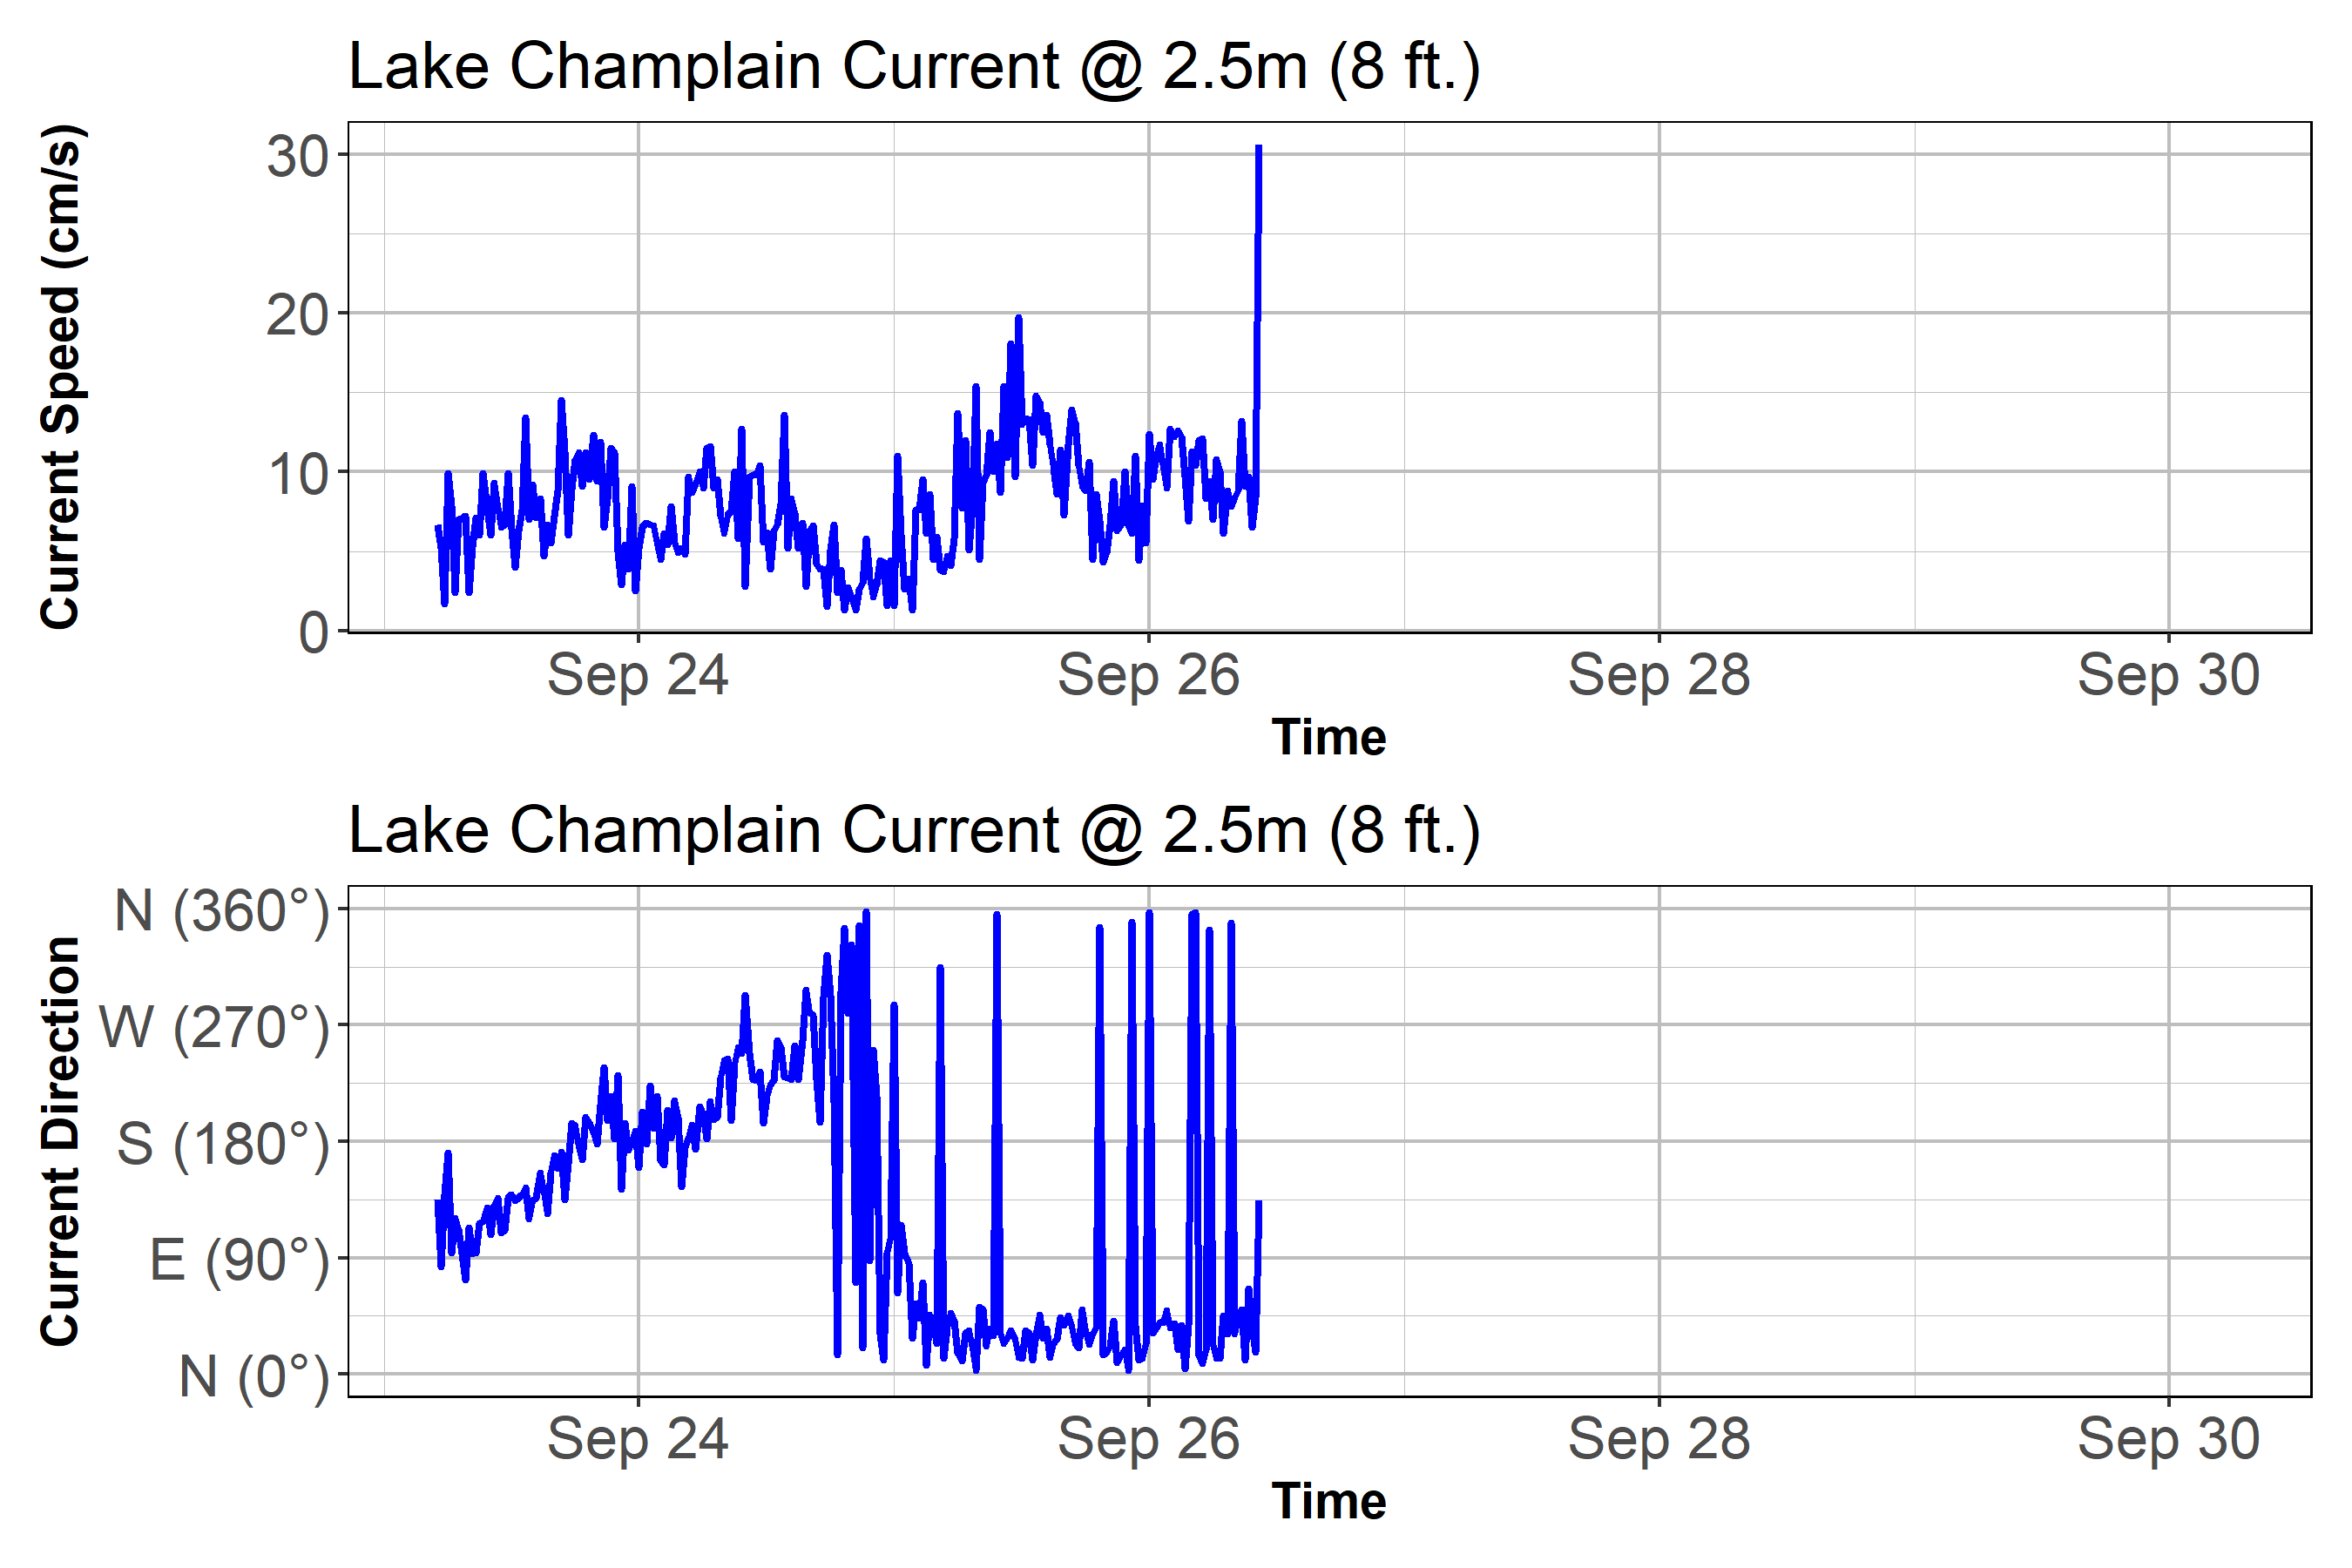 Lake Champlain Current @ 2.5m (8 ft.)
Current Speed (cm/s)
30
20
10
0
Sep 24 Sep 26 Sep 28 Sep 30
Time
Lake Champlain Current @ 2.5m (8 ft.)
Current Direction
N (360°)
W (270°)
S (180°)
E (90°)
N (0°)
Sep 24 Sep 26 Sep 28 Sep 30
Time